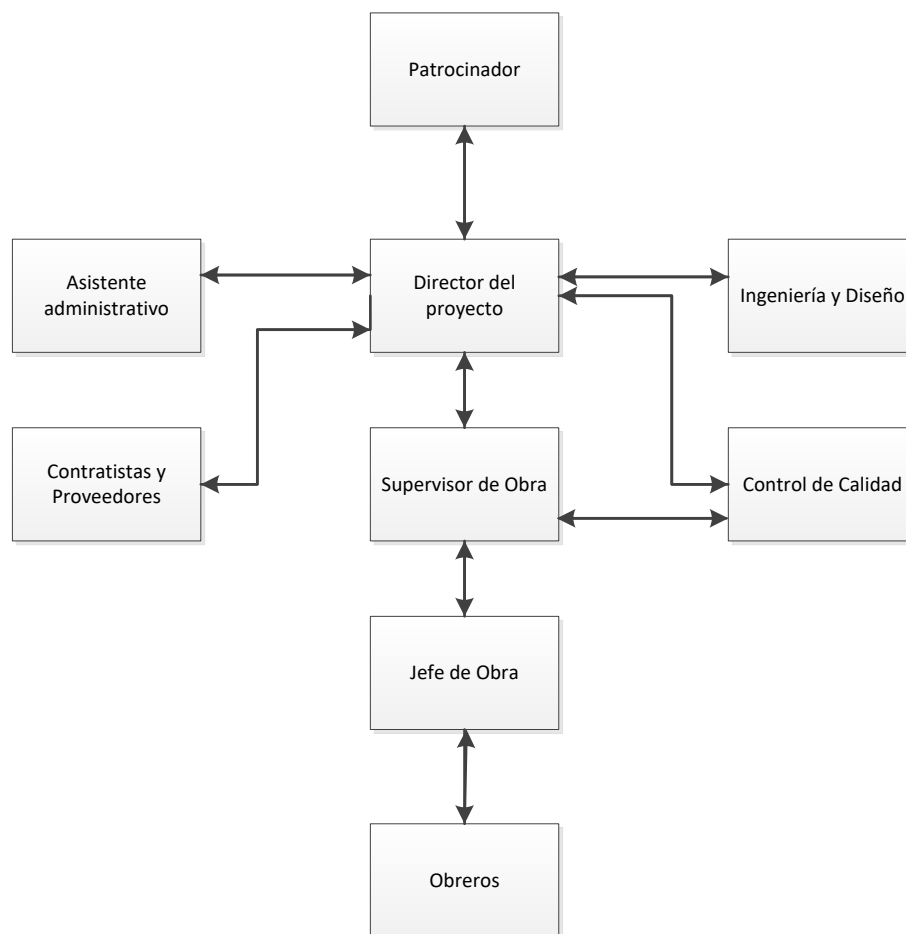 Patrocinador
Asistente
administrativo
Director del
proyecto
Ingeniería y Diseño
Contratistas y
Proveedores
Supervisor de Obra
Control de Calidad
Jefe de Obra
Obreros